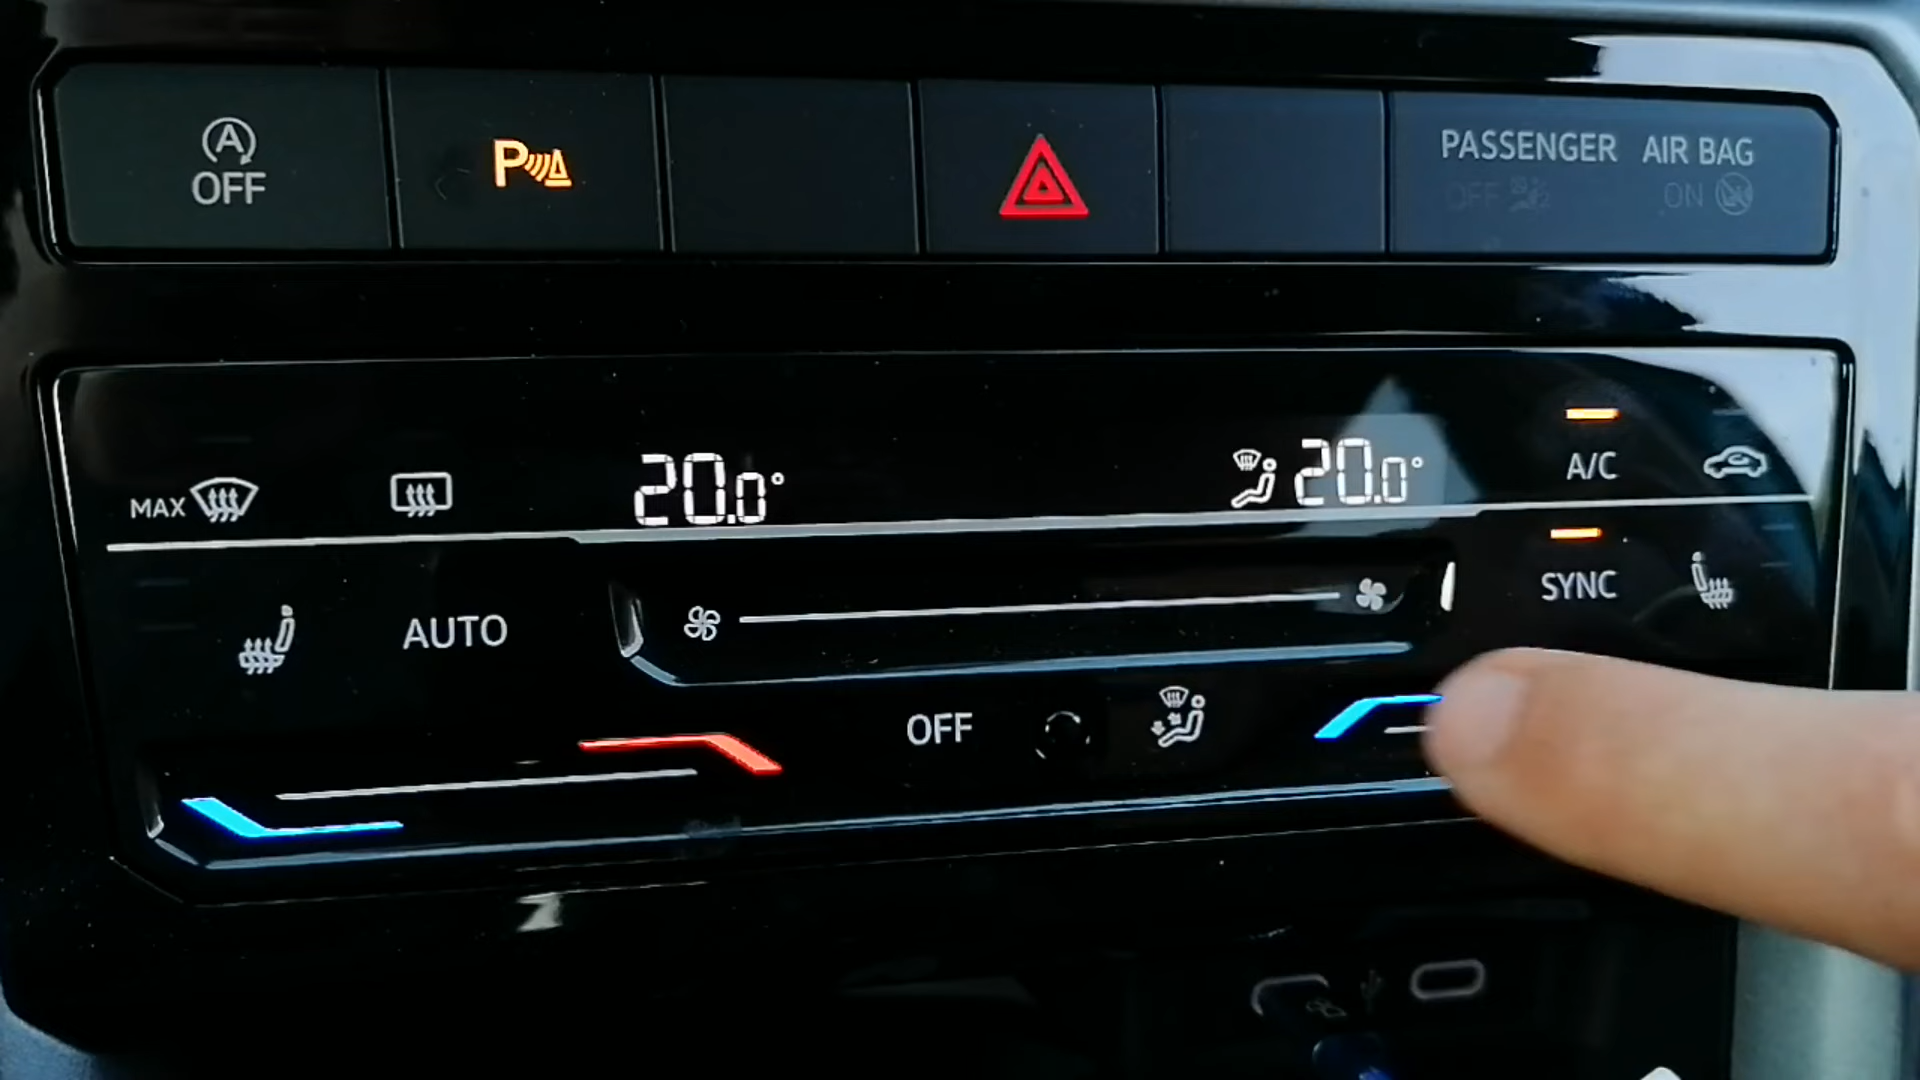 A
OFF
P
PASSENGER AIR BAG
OFF ON
MAX
20.0°
20.0°
A/C
SYNC
AUTO
OFF